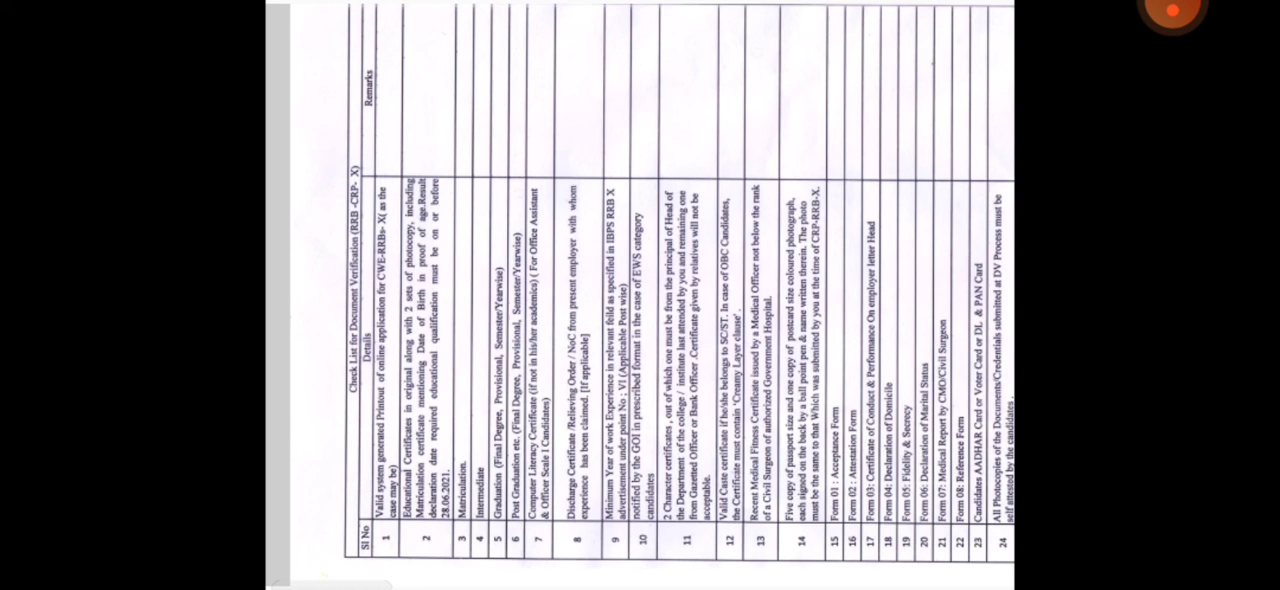 Check List for Document Verification (RRB -CRP- X)
Sl No Details Remarks
1 Valid system generated Printout of online application for CWE-RRBs- X( as the
case may be)
2 Educational Certificates in original along with 2 sets of photocopy, including
Matriculation certificate mentioning Date of Birth in proof of age.Result
declaration date required educational qualification must be on or before
28.06.2021.
3 Matriculation.
4 Intermediate
5 Graduation (Final Degree, Provisional, Semester/Yearwise)
6 Post Graduation etc. (Final Degree, Provisional, Semester/Yearwise)
7 Computer Literacy Certificate (if not in his/her academics) ( For Office Assistant
& Officer Scale I Candidates)
8 Discharge Certificate /Relieving Order / NoC from present employer with whom
experience has been claimed. [If applicable]
9 Minimum Year of work Experience in relevant feild as specified in IBPS RRB X
advertisement under point No ; VI (Applicable Post wise)
10 notified by the GOI in prescribed format in the case of EWS category
candidates
11 2 Character certificates , out of which one must be from the principal of Head of
the Department of the college / institute last attended by you and remaining one
from Gazetted Officer or Bank Officer .Certificate given by relatives will not be
acceptable.
12 Valid Caste certificate if he/she belongs to SC/ST. In case of OBC Candidates,
the Certificate must contain 'Creamy Layer clause' .
13 Recent Medical Fitness Certificate issued by a Medical Officer not below the rank
of a Civil Surgeon of authorized Government Hospital.
14 Five copy of passport size and one copy of postcard size coloured photograph,
each signed on the back by a ball point pen & name written therein. The photo
must be the same to that Which was submitted by you at the time of CRP-RRB-X.
15 Form 01 : Acceptance Form
16 Form 02 : Attestation Form
17 Form 03: Certificate of Conduct & Performance On employer letter Head
18 Form 04: Declaration of Domicile
19 Form 05: Fidelity & Secrecy
20 Form 06: Declaration of Marital Status
21 Form 07: Medical Report by CMO/Civil Surgeon
22 Form 08: Reference Form
23 Candidates AADHAR Card or Voter Card or DL & PAN Card
24 All Photocopies of the Documents/Credentials submitted at DV Process must be
self attested by the candidates .